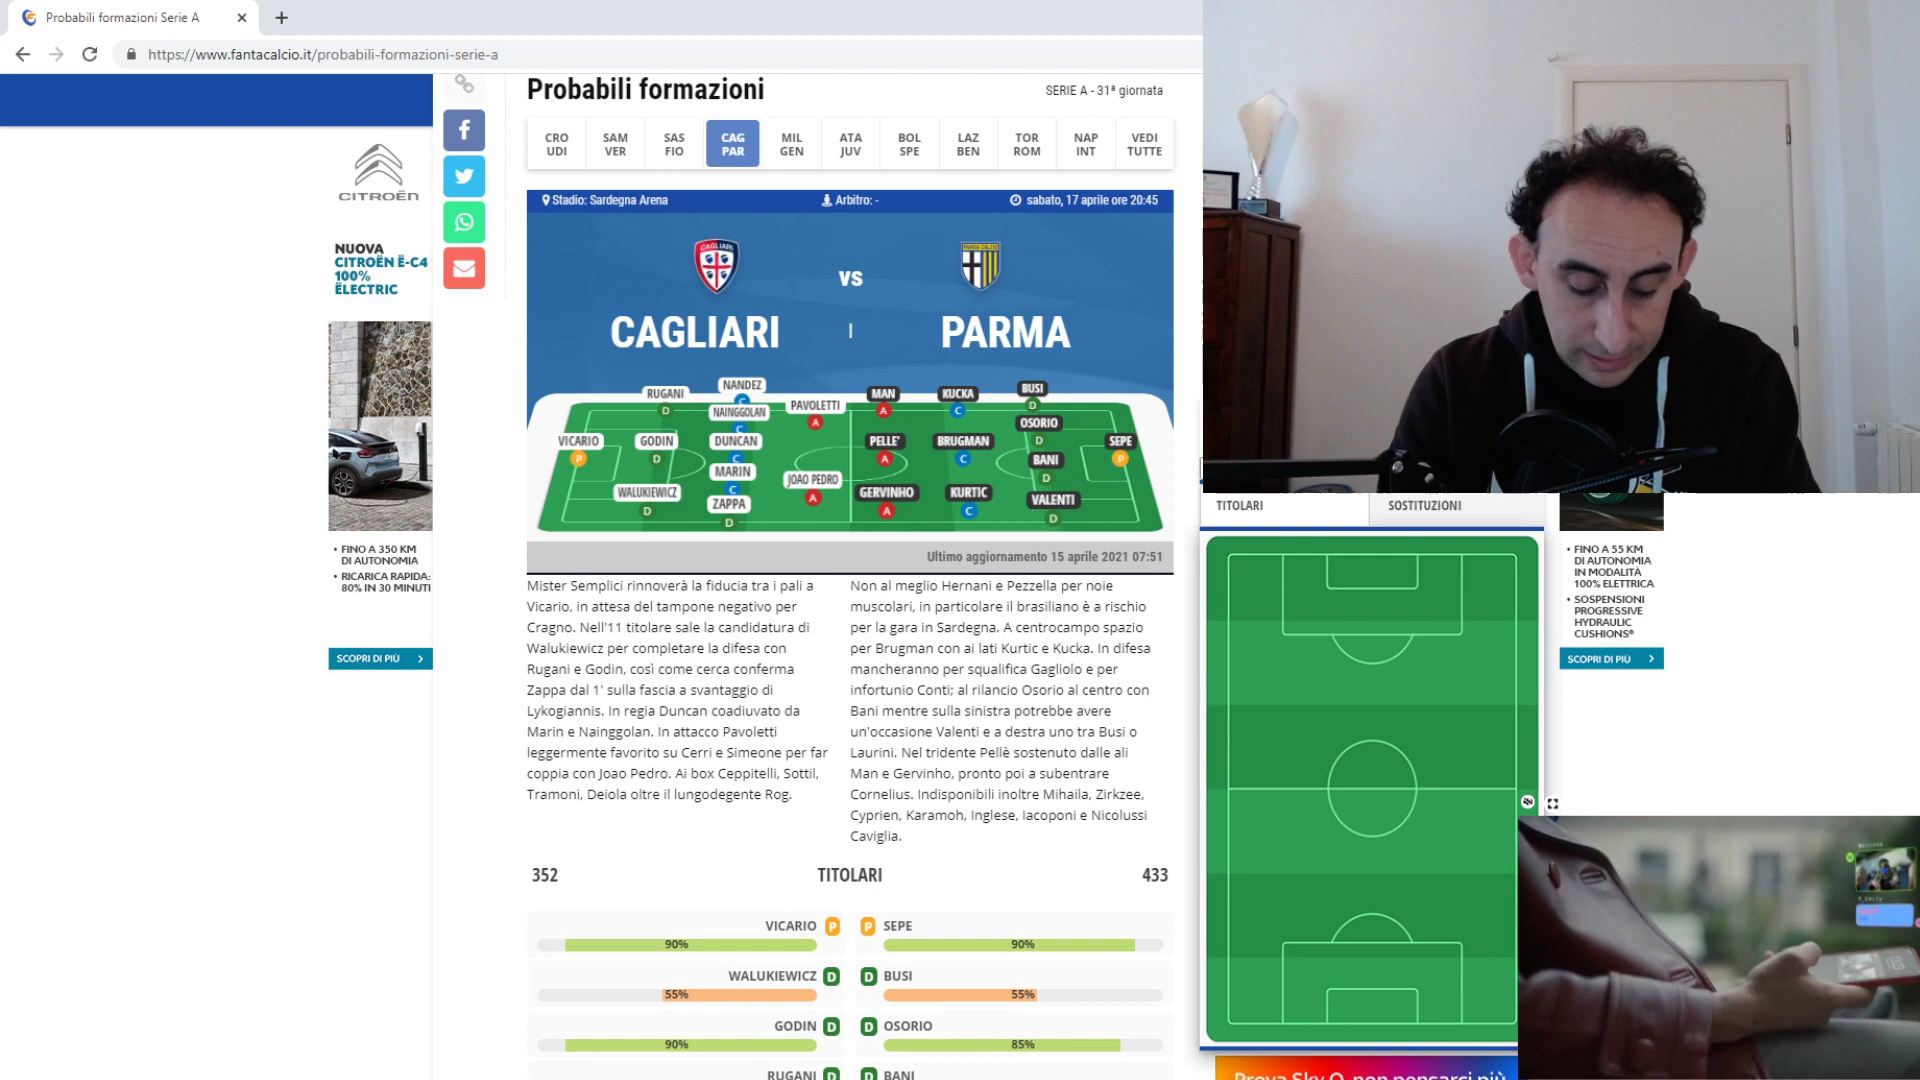 Probabili formazioni Serie A
https://www.fantacalcio.it/probabili-formazioni-serie-a
Probabili formazioni
SERIE A - 31ª giornata
CRO UDI
SAM VER
SAS FIO
CAG PAR
MIL GEN
ATA JUV
BOL SPE
LAZ BEN
TOR ROM
NAP INT
VEDI TUTTE
Stadio: Sardegna Arena
Arbitro: -
sabato, 17 aprile ore 20:45
CAGLIARI
PARMA CALCIO
VS
CAGLIARI
PARMA
RUGANI
D
NANDEZ
C
NAINGGOLAN
C
PAVOLETTI
A
MAN
A
KUCKA
C
BUSI
D
OSORIO
D
VICARIO
P
GODIN
D
DUNCAN
C
PELLE'
A
BRUGMAN
C
BANI
D
SEPE
P
MARIN
C
JOAO PEDRO
A
WALUKIEWICZ
D
ZAPPA
D
GERVINHO
A
KURTIC
C
VALENTI
D
Ultimo aggiornamento 15 aprile 2021 07:51
Mister Semplici rinnoverà la fiducia tra i pali a
Vicario, in attesa del tampone negativo per
Cragno. Nell'11 titolare sale la candidatura di
Walukiewicz per completare la difesa con
Rugani e Godin, così come cerca conferma
Zappa dal 1' sulla fascia a svantaggio di
Lykogiannis. In regia Duncan coadiuvato da
Marin e Nainggolan. In attacco Pavoletti
leggermente favorito su Cerri e Simeone per far
coppia con Joao Pedro. Ai box Ceppitelli, Sottil,
Tramoni, Deiola oltre il lungodegente Rog.
Non al meglio Hernani e Pezzella per noie
muscolari, in particolare il brasiliano è a rischio
per la gara in Sardegna. A centrocampo spazio
per Brugman con ai lati Kurtic e Kucka. In difesa
mancheranno per squalifica Gagliolo e per
infortunio Conti; al rilancio Osorio al centro con
Bani mentre sulla sinistra potrebbe avere
un'occasione Valenti e a destra uno tra Busi o
Laurini. Nel tridente Pellè sostenuto dalle ali
Man e Gervinho, pronto poi a subentrare
Cornelius. Indisponibili inoltre Mihaila, Zirkzee,
Cyprien, Karamoh, Inglese, Iacoponi e Nicolussi
Caviglia.
352
TITOLARI
433
VICARIO P
90%
P SEPE
90%
WALUKIEWICZ D
55%
D BUSI
55%
GODIN D
90%
D OSORIO
85%
RUGANI D
D BANI
CITROËN
NUOVA
CITROËN Ë-C4
100%
ËLECTRIC
• FINO A 350 KM
DI AUTONOMIA
• RICARICA RAPIDA:
80% IN 30 MINUTI
SCOPRI DI PIÙ
TITOLARI
SOSTITUZIONI
• FINO A 55 KM
DI AUTONOMIA
IN MODALITÀ
100% ELETTRICA
• SOSPENSIONI
PROGRESSIVE
HYDRAULIC
CUSHIONS®
SCOPRI DI PIÙ
Prova Sky Q, non pensarci più